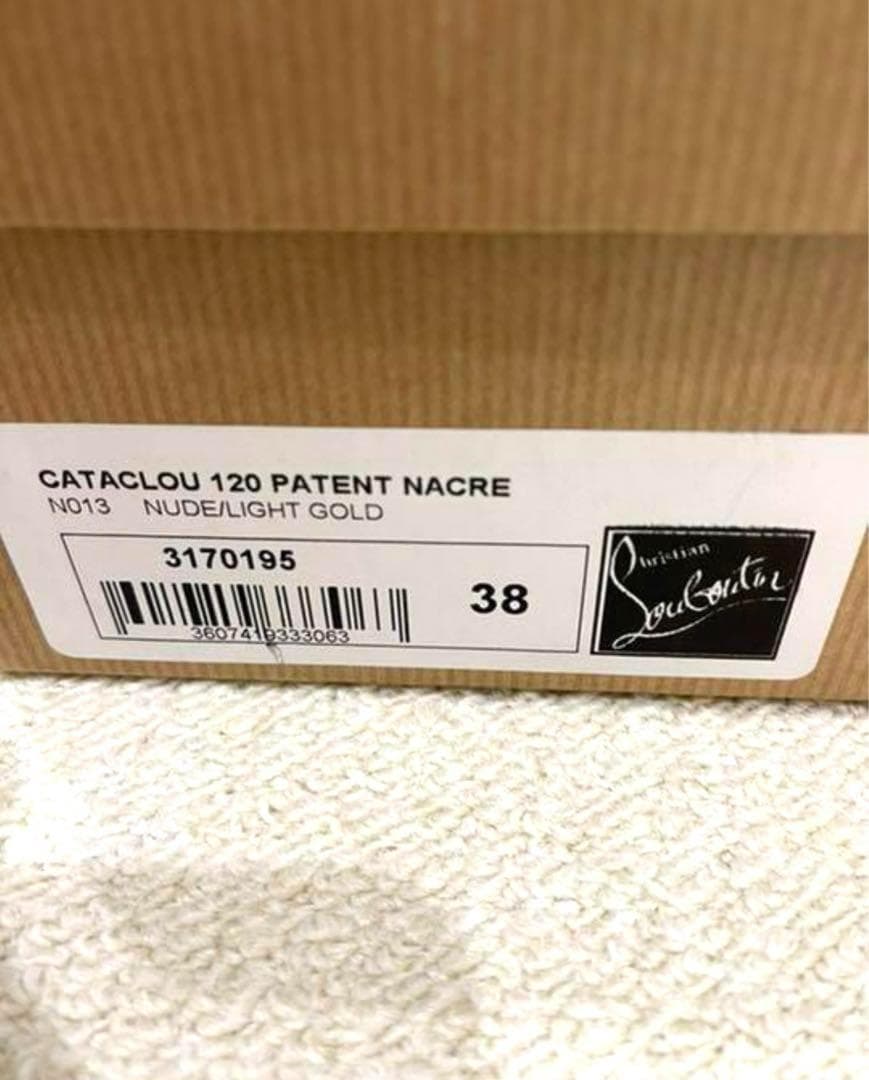 CATACLOU 120 PATENT NACRE
N013 NUDE/LIGHT GOLD
3170195
3607419333063
38
Christian
Louboutin